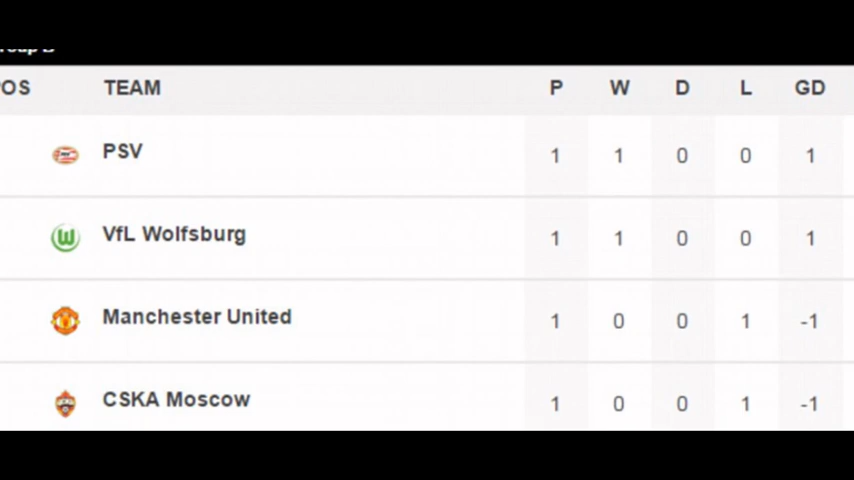 OS TEAM P W D L GD
PSV 1 1 0 0 1
VfL Wolfsburg 1 1 0 0 1
Manchester United 1 0 0 1 -1
CSKA Moscow 1 0 0 1 -1